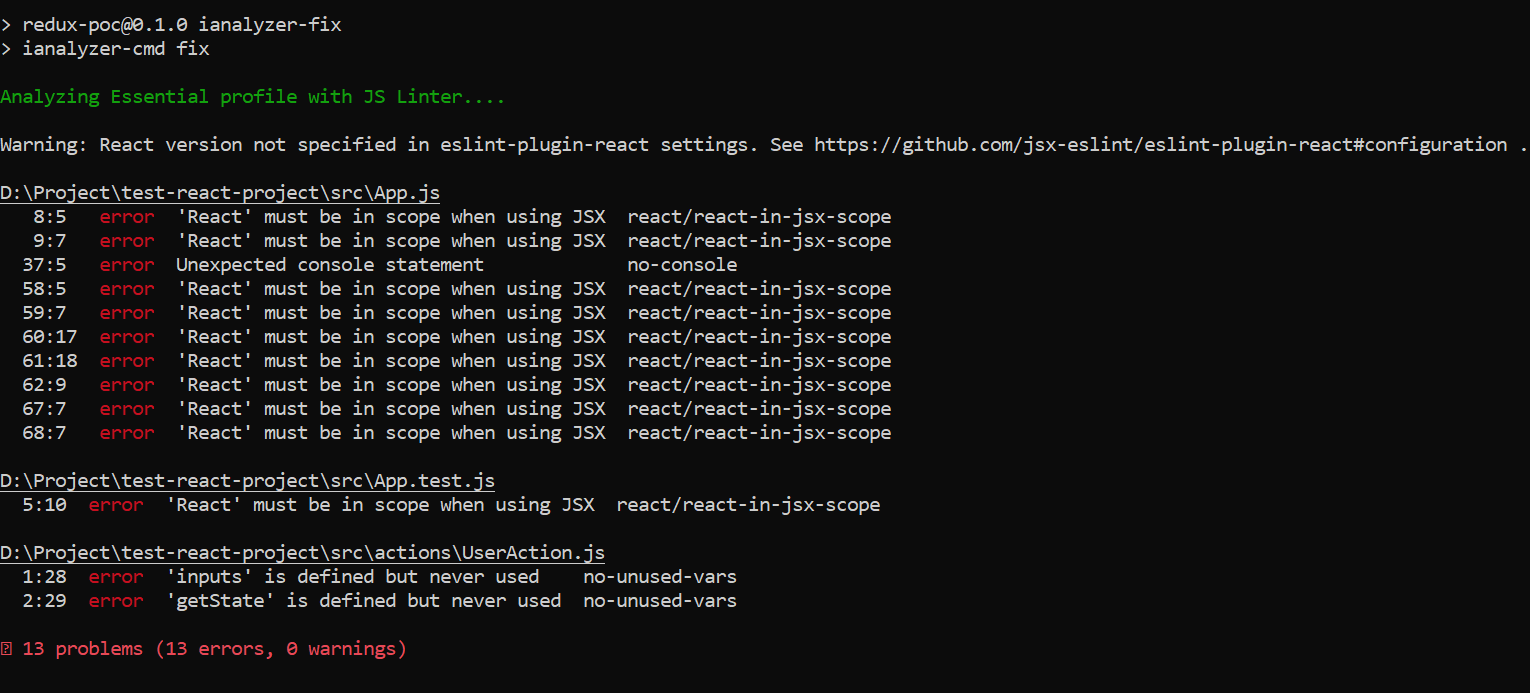 > redux-poc@0.1.0 ianalyzer-fix
> ianalyzer-cmd fix
Analyzing Essential profile with JS Linter....
Warning: React version not specified in eslint-plugin-react settings. See https://github.com/jsx-eslint/eslint-plugin-react#configuration .
D:\Project\test-react-project\src\App.js
8:5 error 'React' must be in scope when using JSX react/react-in-jsx-scope
9:7 error 'React' must be in scope when using JSX react/react-in-jsx-scope
37:5 error Unexpected console statement no-console
58:5 error 'React' must be in scope when using JSX react/react-in-jsx-scope
59:7 error 'React' must be in scope when using JSX react/react-in-jsx-scope
60:17 error 'React' must be in scope when using JSX react/react-in-jsx-scope
61:18 error 'React' must be in scope when using JSX react/react-in-jsx-scope
62:9 error 'React' must be in scope when using JSX react/react-in-jsx-scope
67:7 error 'React' must be in scope when using JSX react/react-in-jsx-scope
68:7 error 'React' must be in scope when using JSX react/react-in-jsx-scope
D:\Project\test-react-project\src\App.test.js
5:10 error 'React' must be in scope when using JSX react/react-in-jsx-scope
D:\Project\test-react-project\src\actions\UserAction.js
1:28 error 'inputs' is defined but never used no-unused-vars
2:29 error 'getState' is defined but never used no-unused-vars
13 problems (13 errors, 0 warnings)